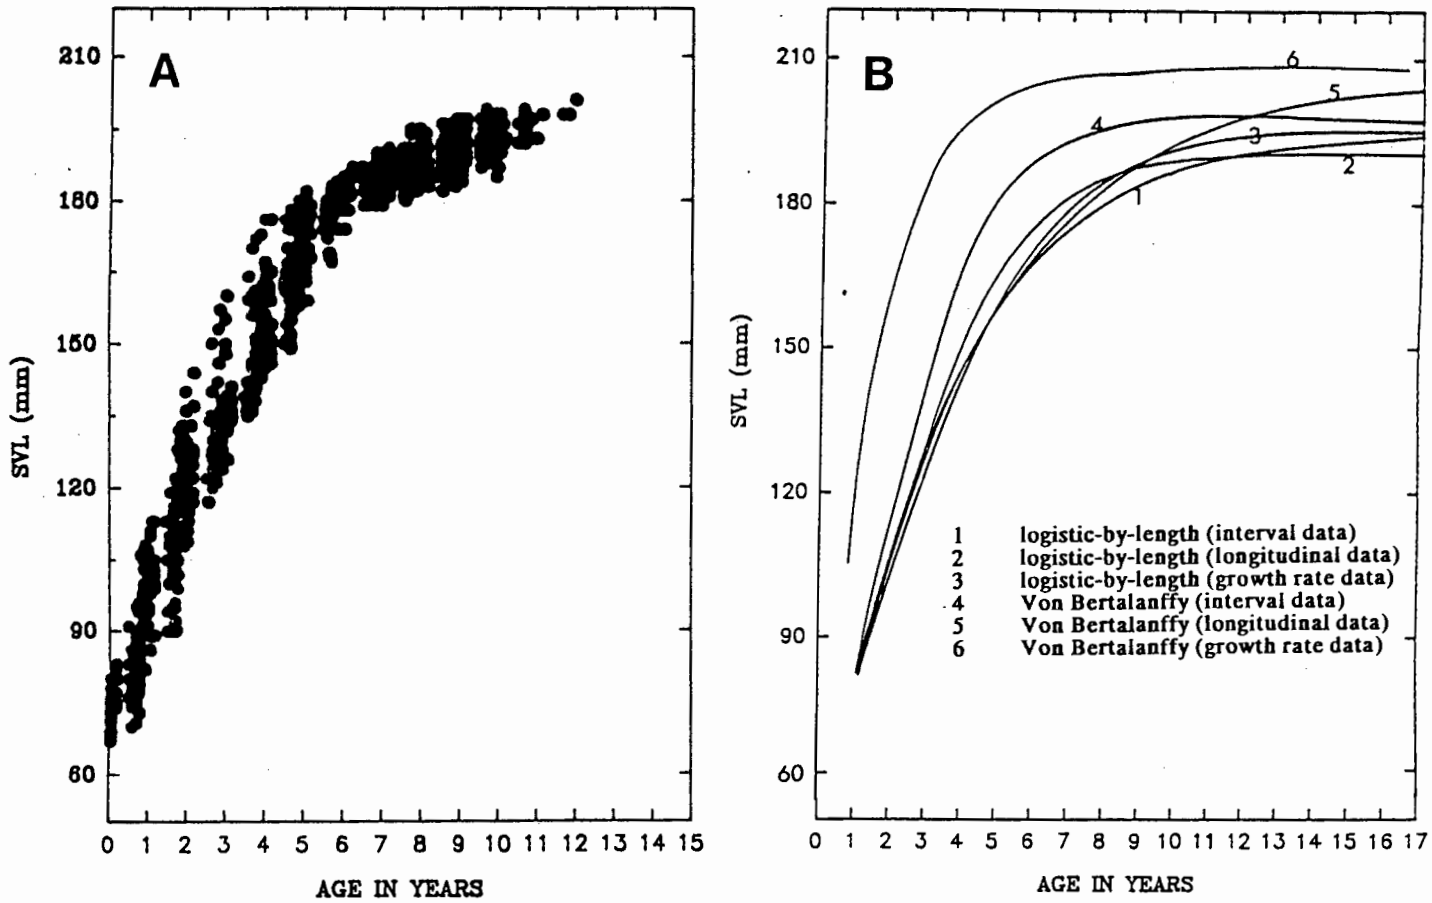 A
210
180
150
120
90
60
SVL (mm)
0 1 2 3 4 5 6 7 8 9 10 11 12 13 14 15
AGE IN YEARS
B
210
180
150
120
90
60
SVL (mm)
6
5
4
3
2
1
1 logistic-by-length (interval data)
2 logistic-by-length (longitudinal data)
3 logistic-by-length (growth rate data)
4 Von Bertalanffy (interval data)
5 Von Bertalanffy (longitudinal data)
6 Von Bertalanffy (growth rate data)
0 1 2 3 4 5 6 7 8 9 10 11 12 13 14 15 16 17
AGE IN YEARS